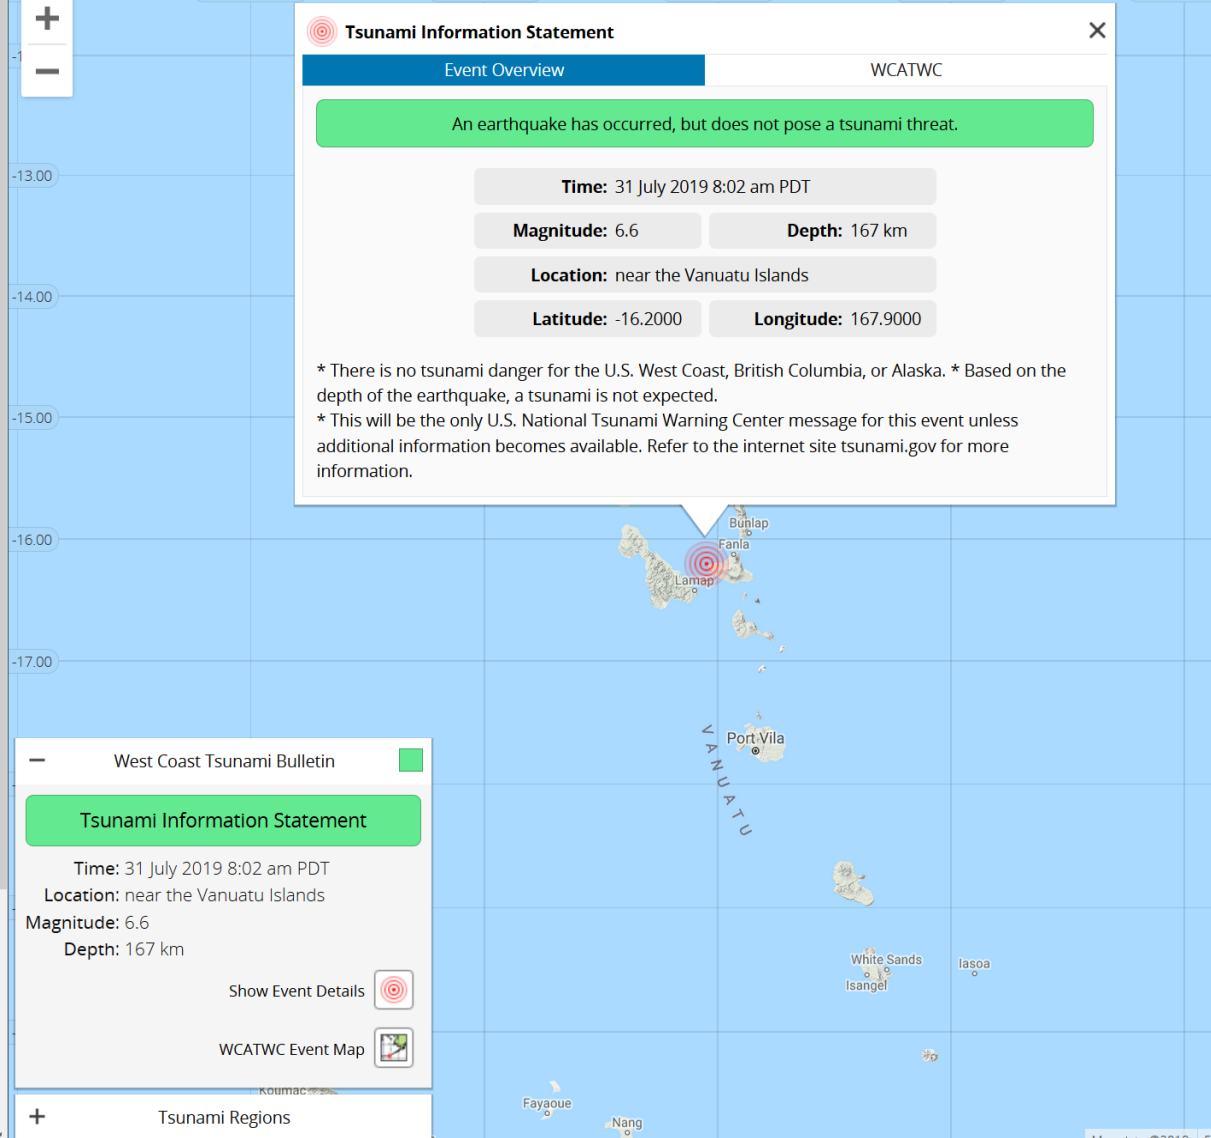 Tsunami Information Statement
Event Overview
WCATWC
An earthquake has occurred, but does not pose a tsunami threat.
Time: 31 July 2019 8:02 am PDT
Magnitude: 6.6
Depth: 167 km
Location: near the Vanuatu Islands
Latitude: -16.2000
Longitude: 167.9000
* There is no tsunami danger for the U.S. West Coast, British Columbia, or Alaska. * Based on the
depth of the earthquake, a tsunami is not expected.
* This will be the only U.S. National Tsunami Warning Center message for this event unless
additional information becomes available. Refer to the internet site tsunami.gov for more
information.
-13.00
-14.00
-15.00
-16.00
-17.00
Bunlap
Fanla
Lamap
Port Vila
VANUATU
White Sands
Isangel
Iasoa
Koumac
Fayaoue
Nang
West Coast Tsunami Bulletin
Tsunami Information Statement
Time: 31 July 2019 8:02 am PDT
Location: near the Vanuatu Islands
Magnitude: 6.6
Depth: 167 km
Show Event Details
WCATWC Event Map
Tsunami Regions